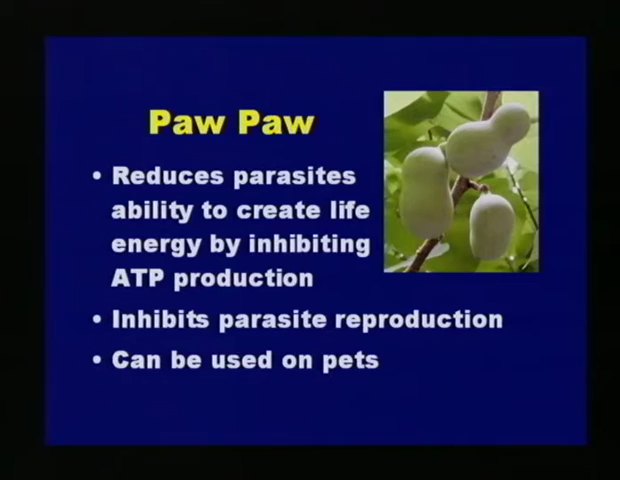 Paw Paw
• Reduces parasites
ability to create life
energy by inhibiting
ATP production
• Inhibits parasite reproduction
• Can be used on pets